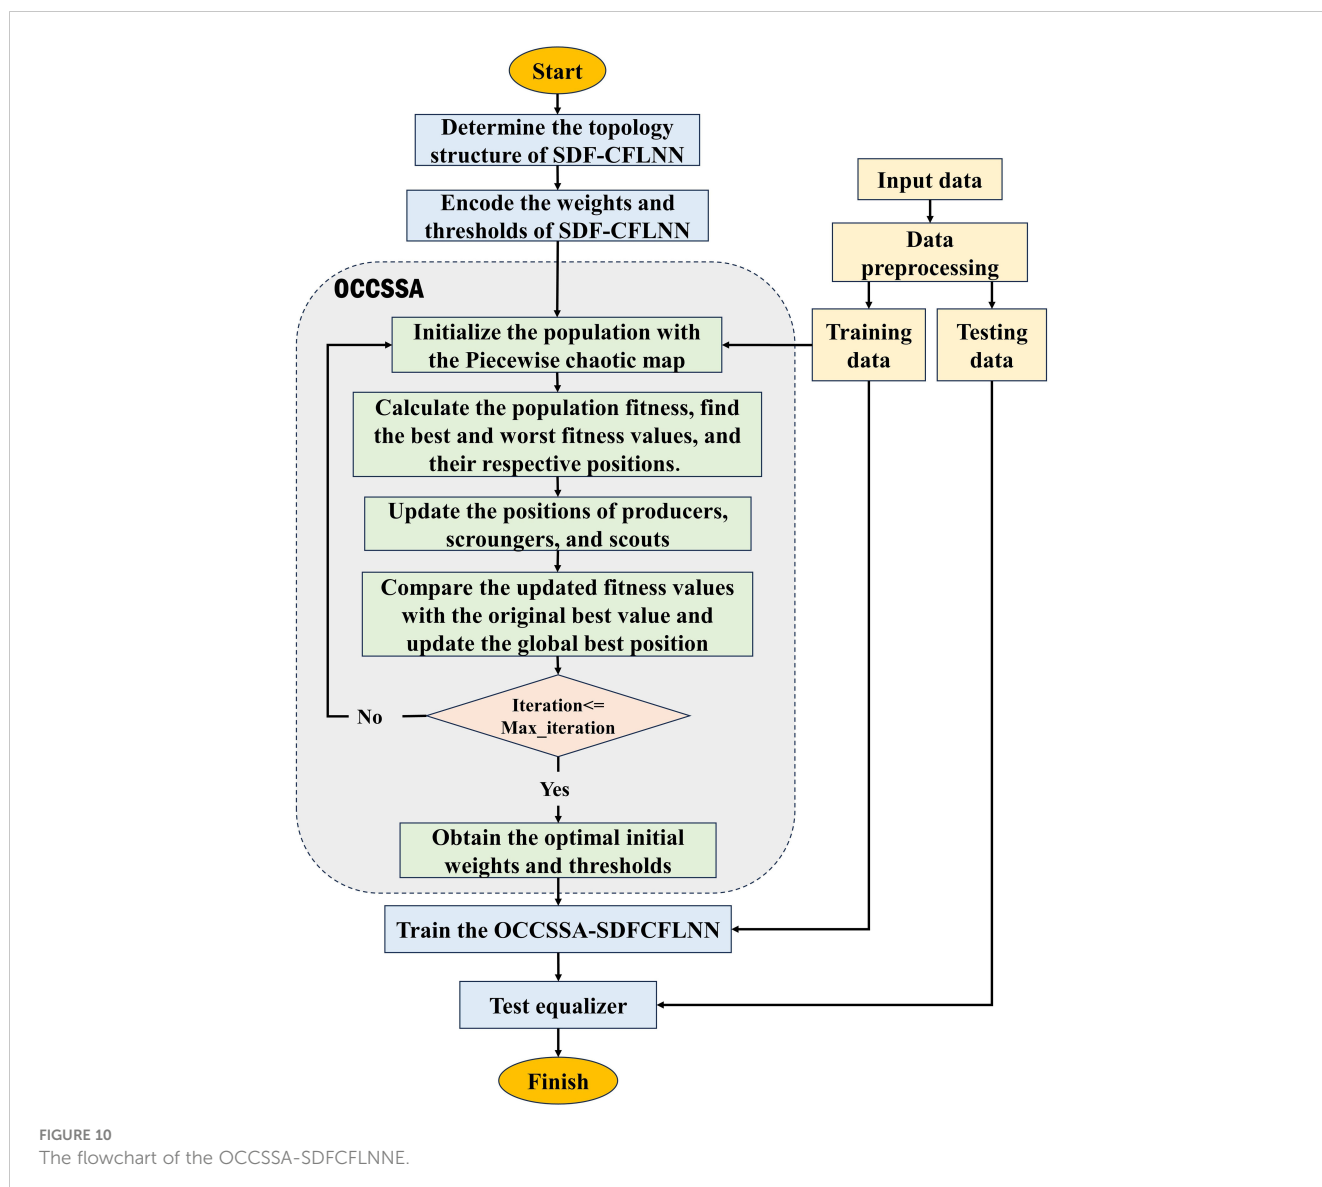 Start
Determine the topology
structure of SDF-CFLNN
Encode the weights and
thresholds of SDF-CFLNN
Input data
Data
preprocessing
Training
data
Testing
data
OCCSSA
Initialize the population with
the Piecewise chaotic map
Calculate the population fitness, find
the best and worst fitness values, and
their respective positions.
Update the positions of producers,
scroungers, and scouts
Compare the updated fitness values
with the original best value and
update the global best position
Iteration<=
Max_iteration
No
Yes
Obtain the optimal initial
weights and thresholds
Train the OCCSSA-SDFCFLNN
Test equalizer
Finish
FIGURE 10
The flowchart of the OCCSSA-SDFCFLNNE.